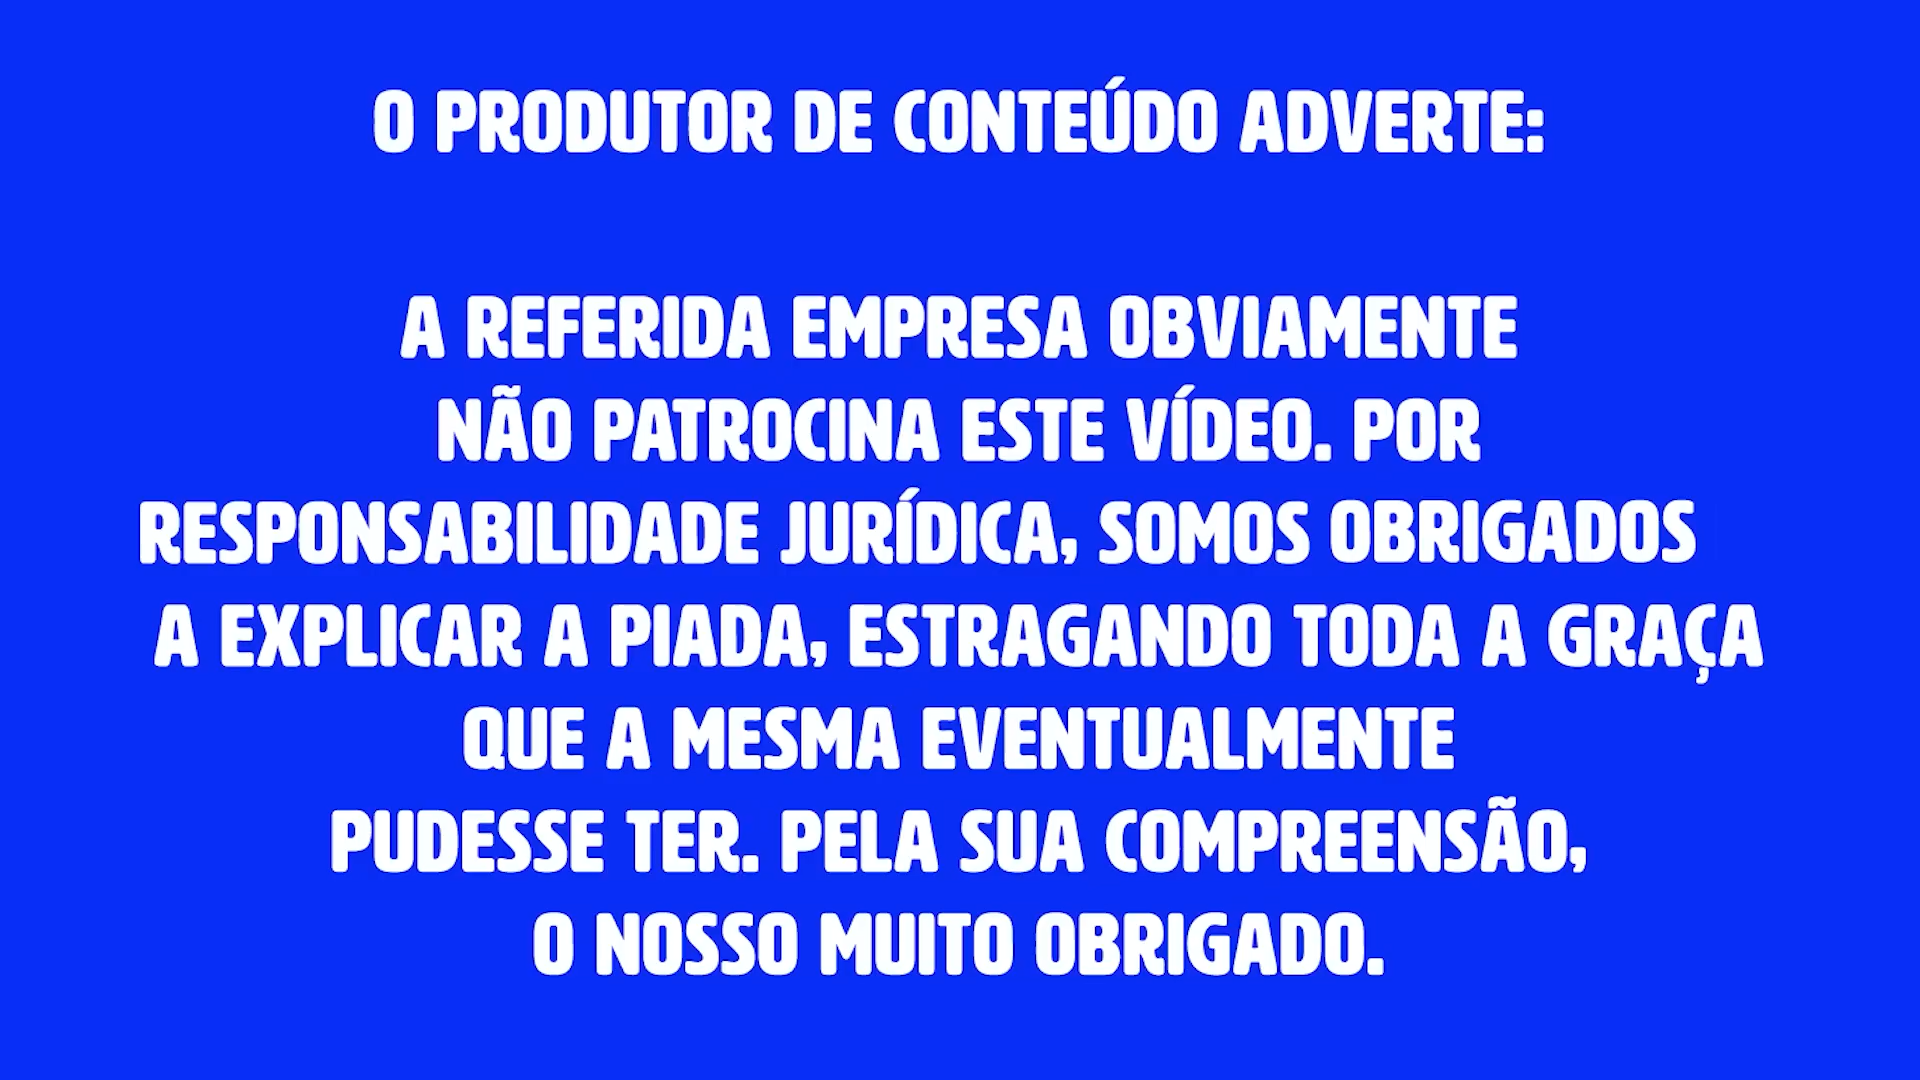 O PRODUTOR DE CONTEÚDO ADVERTE:
A REFERIDA EMPRESA OBVIAMENTE
NÃO PATROCINA ESTE VÍDEO. POR
RESPONSABILIDADE JURÍDICA, SOMOS OBRIGADOS
A EXPLICAR A PIADA, ESTRAGANDO TODA A GRAÇA
QUE A MESMA EVENTUALMENTE
PUDESSE TER. PELA SUA COMPREENSÃO,
O NOSSO MUITO OBRIGADO.